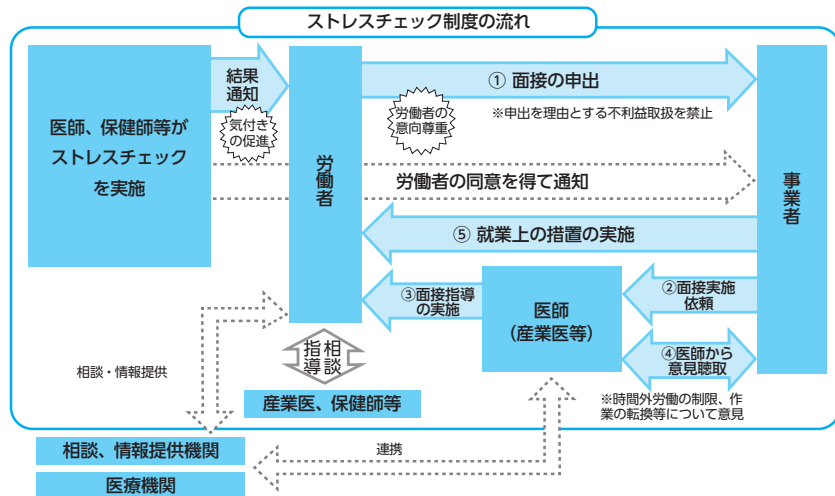 ストレスチェック制度の流れ
医師、保健師等が
ストレスチェック
を実施
結果
通知
気付き
の促進
労働者
① 面接の申出
労働者の
意向尊重
※申出を理由とする不利益取扱を禁止
労働者の同意を得て通知
事業者
⑤ 就業上の措置の実施
③面接指導
の実施
医師
（産業医等）
②面接実施
依頼
④医師から
意見聴取
※時間外労働の制限、作
業の転換等について意見
相談
指導
産業医、保健師等
相談・情報提供
相談、情報提供機関
医療機関
連携